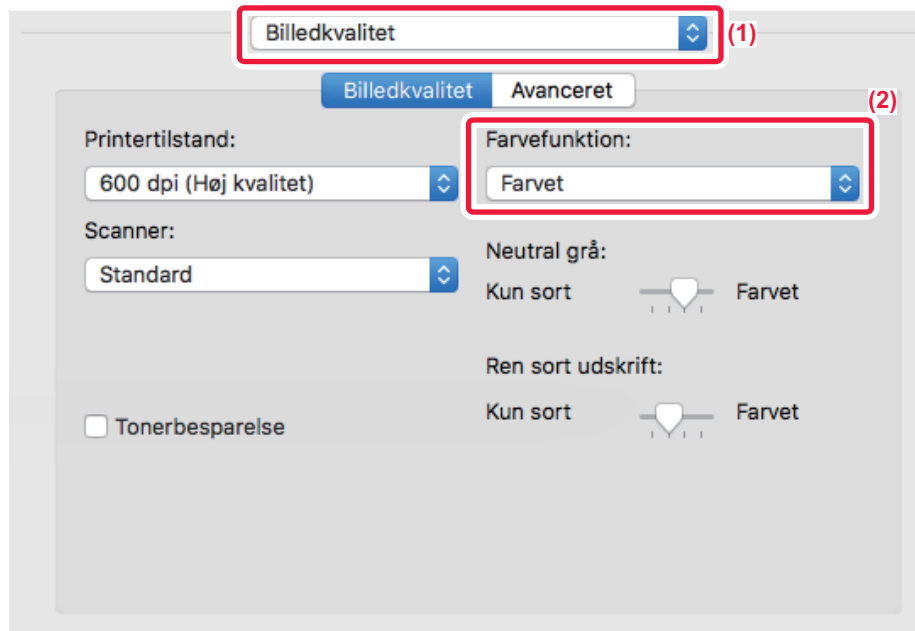 Billedkvalitet
(1)
Billedkvalitet Avanceret
(2)
Printertilstand:
600 dpi (Høj kvalitet)
Scanner:
Standard
Tonerbesparelse
Farvefunktion:
Farvet
Neutral grå:
Kun sort Farvet
Ren sort udskrift:
Kun sort Farvet